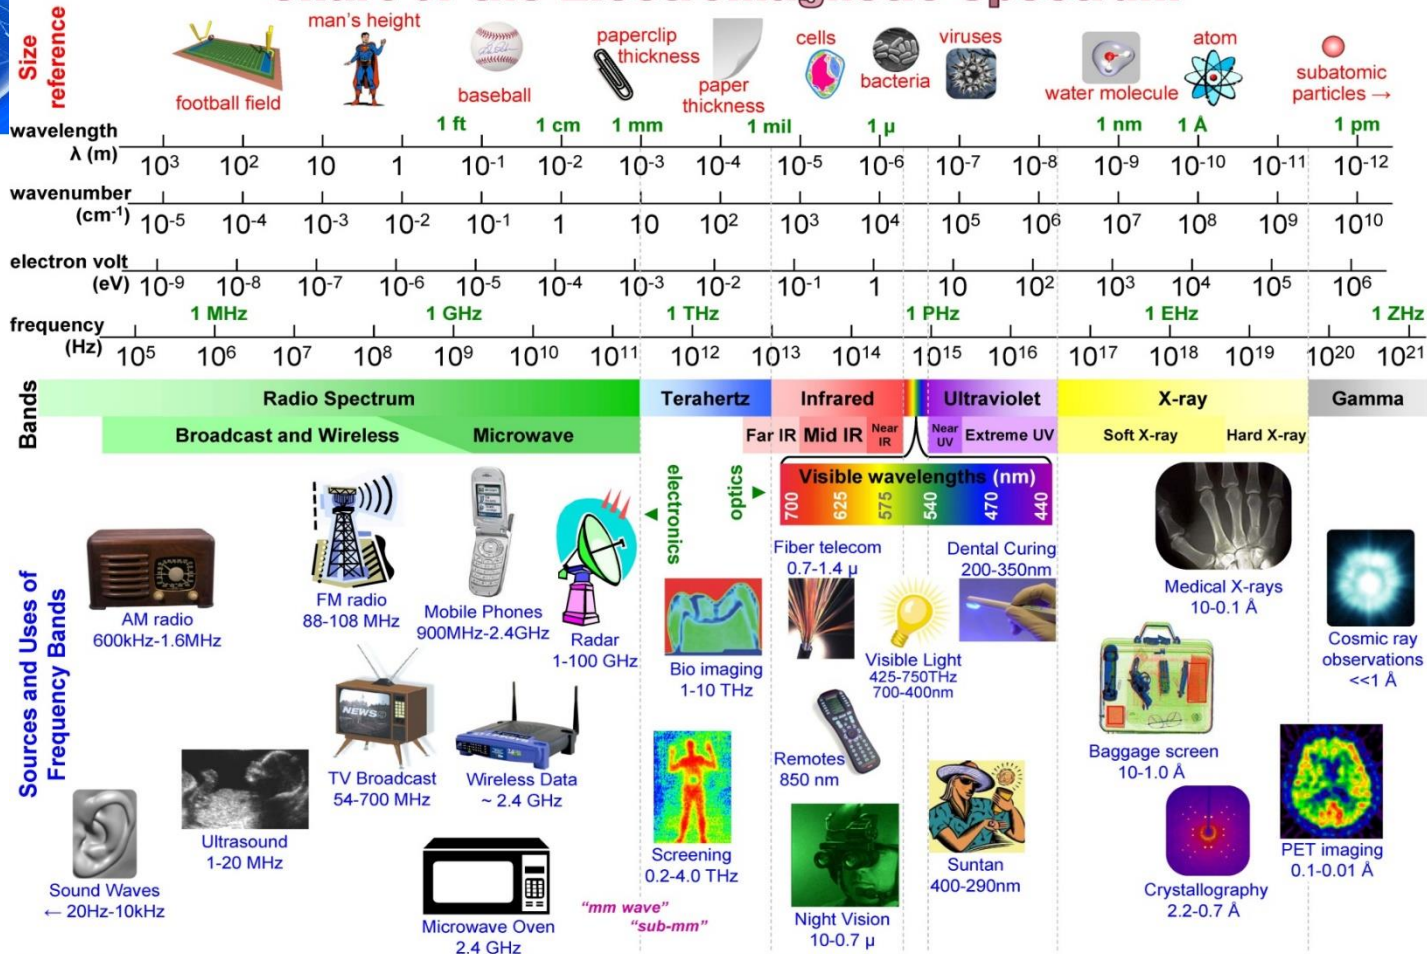 Chart of the Electromagnetic Spectrum
Size reference
football field
man's height
baseball
paperclip thickness
paper thickness
cells
bacteria
viruses
water molecule
atom
subatomic particles →
wavelength λ (m)
1 ft 1 cm 1 mm 1 mil 1 µ 1 nm 1 Å 1 pm
10³ 10² 10 1 10⁻¹ 10⁻² 10⁻³ 10⁻⁴ 10⁻⁵ 10⁻⁶ 10⁻⁷ 10⁻⁸ 10⁻⁹ 10⁻¹⁰ 10⁻¹¹ 10⁻¹²
wavenumber (cm⁻¹)
10⁻⁵ 10⁻⁴ 10⁻³ 10⁻² 10⁻¹ 1 10 10² 10³ 10⁴ 10⁵ 10⁶ 10⁷ 10⁸ 10⁹ 10¹⁰
electron volt (eV)
10⁻⁹ 10⁻⁸ 10⁻⁷ 10⁻⁶ 10⁻⁵ 10⁻⁴ 10⁻³ 10⁻² 10⁻¹ 1 10 10² 10³ 10⁴ 10⁵ 10⁶
frequency (Hz)
1 MHz 1 GHz 1 THz 1 PHz 1 EHz 1 ZHz
10⁵ 10⁶ 10⁷ 10⁸ 10⁹ 10¹⁰ 10¹¹ 10¹² 10¹³ 10¹⁴ 10¹⁵ 10¹⁶ 10¹⁷ 10¹⁸ 10¹⁹ 10²⁰ 10²¹
Bands
Radio Spectrum Terahertz Infrared Ultraviolet X-ray Gamma
Broadcast and Wireless Microwave Far IR Mid IR Near IR Near UV Extreme UV Soft X-ray Hard X-ray
electronics
optics
Visible wavelengths (nm)
700 625 575 540 470 440
Sources and Uses of Frequency Bands
AM radio
600kHz-1.6MHz
FM radio
88-108 MHz
Mobile Phones
900MHz-2.4GHz
Radar
1-100 GHz
Bio imaging
1-10 THz
Fiber telecom
0.7-1.4 µ
Visible Light
425-750THz
700-400nm
Dental Curing
200-350nm
Medical X-rays
10-0.1 Å
Cosmic ray
observations
<<1 Å
NEWS
TV Broadcast
54-700 MHz
Wireless Data
~ 2.4 GHz
Remotes
850 nm
Baggage screen
10-1.0 Å
Ultrasound
1-20 MHz
Screening
0.2-4.0 THz
Suntan
400-290nm
PET imaging
0.1-0.01 Å
Sound Waves
← 20Hz-10kHz
Microwave Oven
2.4 GHz
"mm wave"
"sub-mm"
Night Vision
10-0.7 µ
Crystallography
2.2-0.7 Å